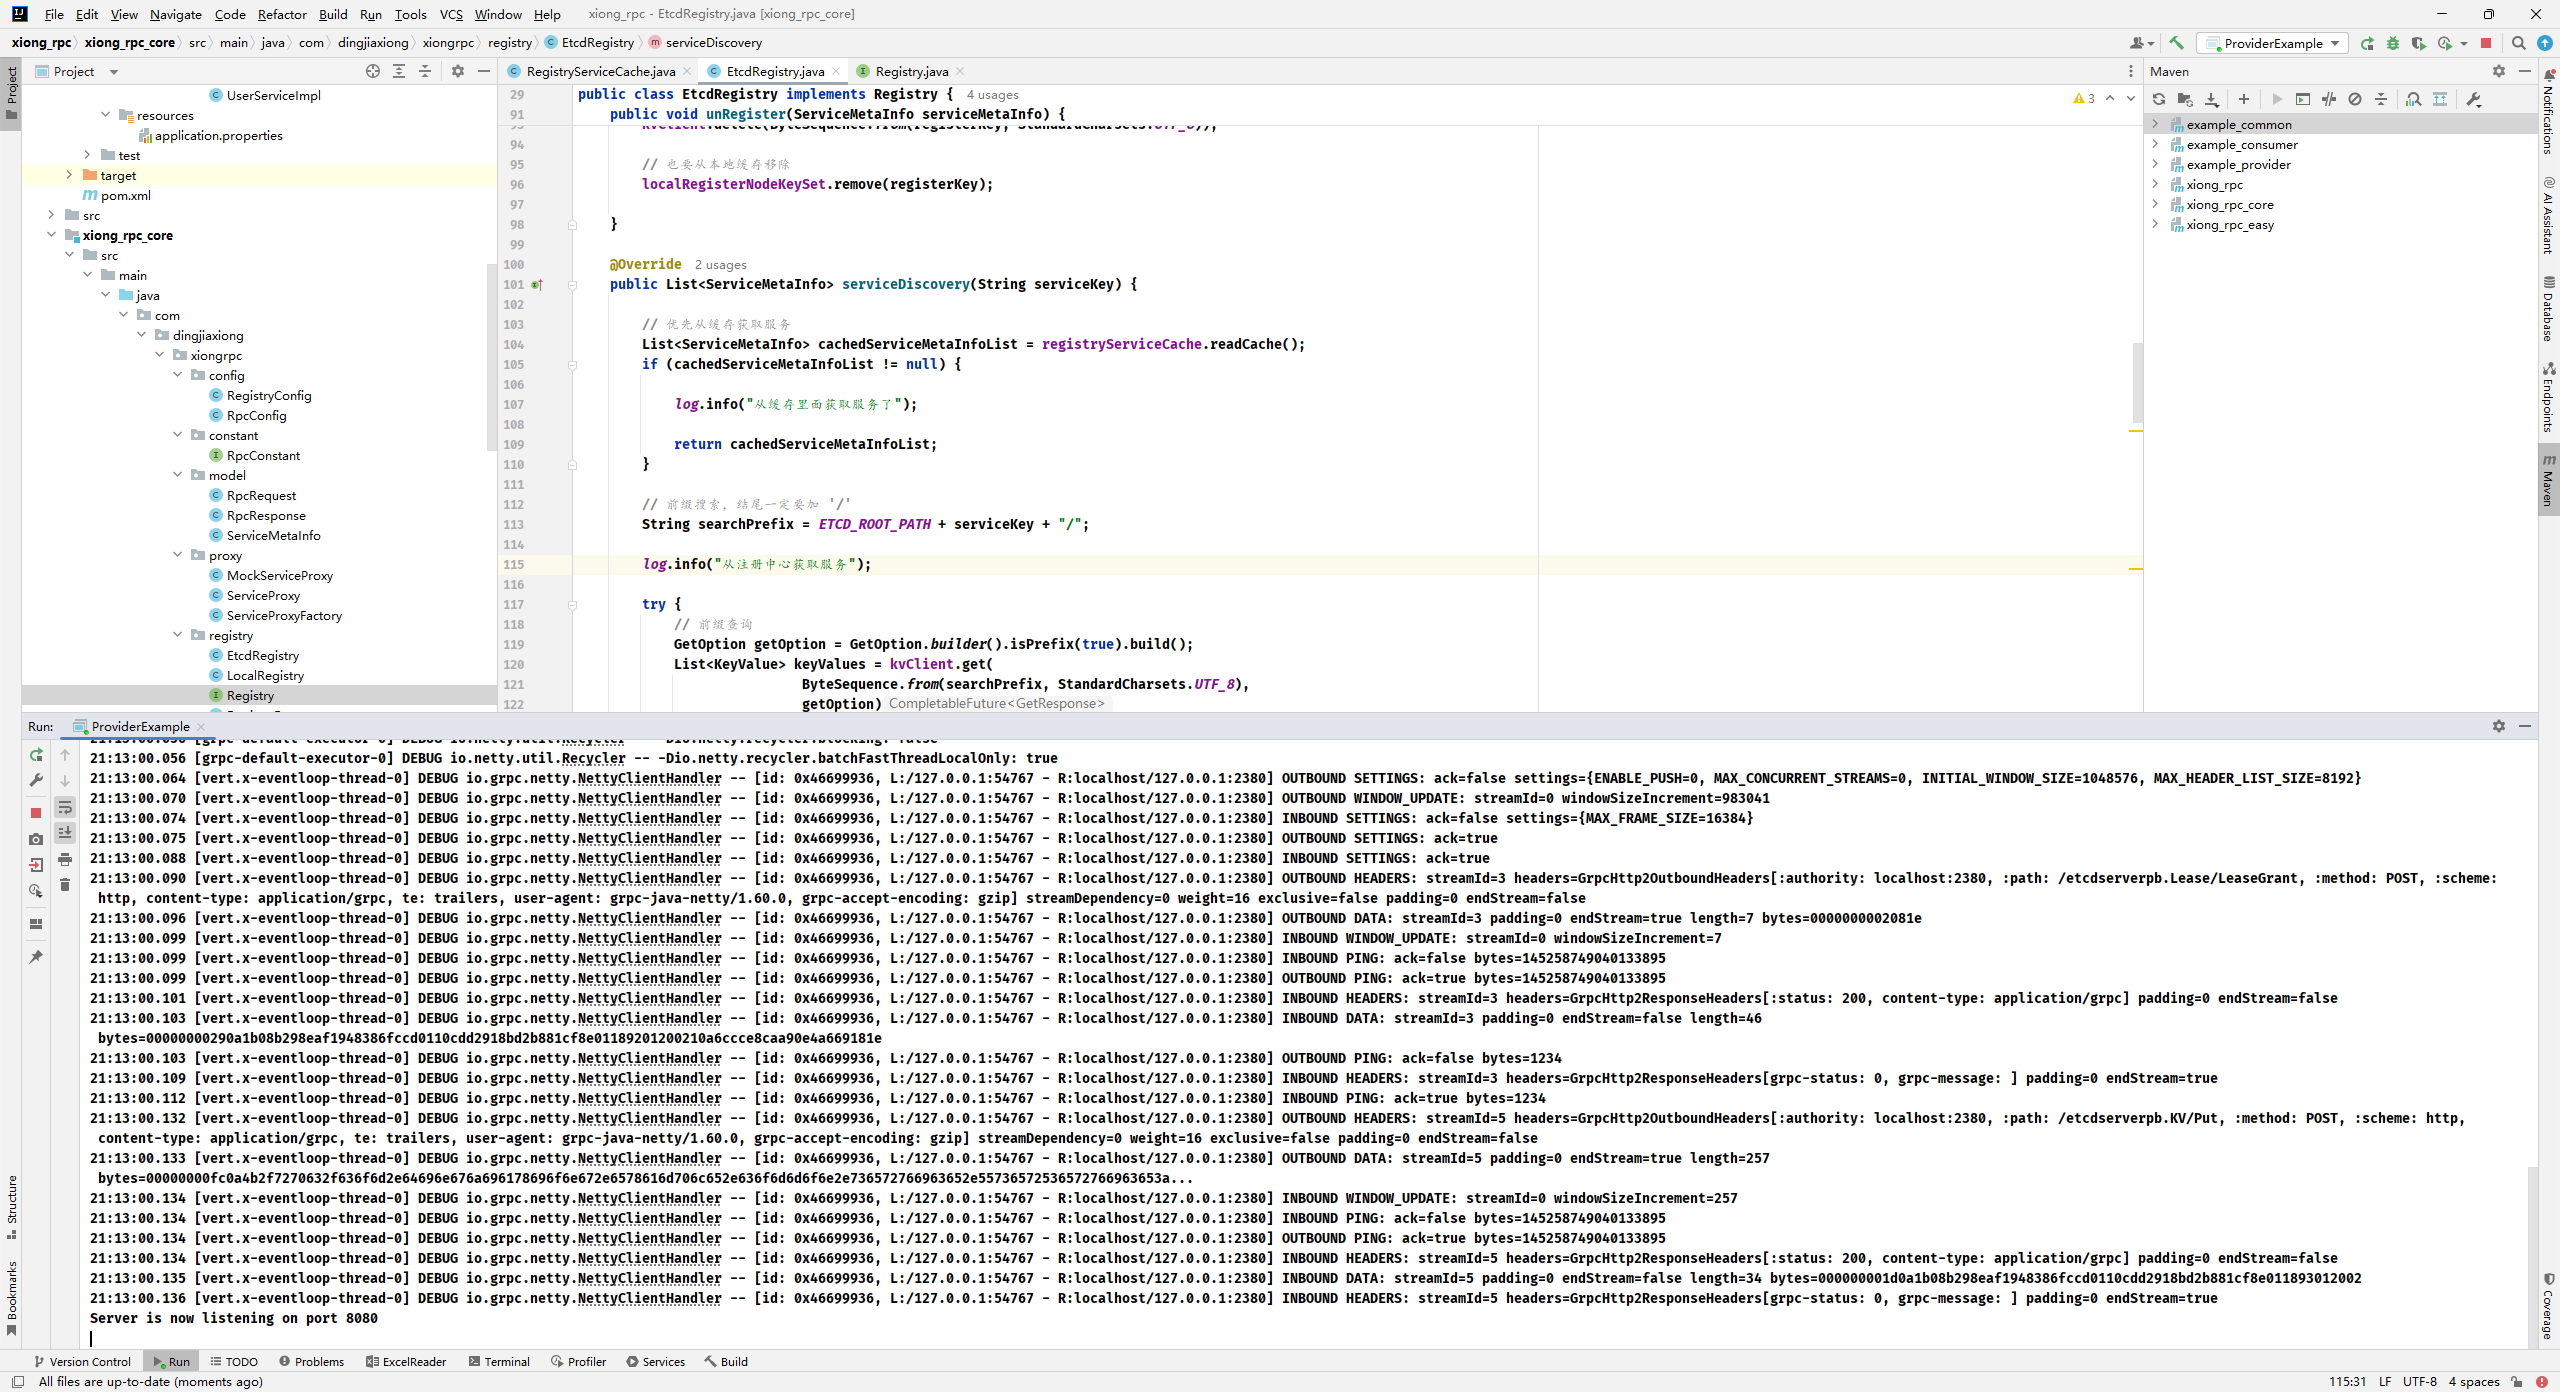 File Edit View Navigate Code Refactor Build Run Tools VCS Window Help xiong_rpc - EtcdRegistry.java [xiong_rpc_core]
xiong_rpc xiong_rpc_core src main java com dingjiaxiong xiongrpc registry EtcdRegistry serviceDiscovery
ProviderExample
Project
Project
UserServiceImpl
resources
application.properties
test
target
pom.xml
src
xiong_rpc_core
src
main
java
com
dingjiaxiong
xiongrpc
config
RegistryConfig
RpcConfig
constant
RpcConstant
model
RpcRequest
RpcResponse
ServiceMetaInfo
proxy
MockServiceProxy
ServiceProxy
ServiceProxyFactory
registry
EtcdRegistry
LocalRegistry
Registry
RegistryServiceCache.java EtcdRegistry.java Registry.java
29 public class EtcdRegistry implements Registry { 4 usages
3
91 public void unRegister(ServiceMetaInfo serviceMetaInfo) {
93 kvClient.delete(ByteSequence.from(registerKey, StandardCharsets.UTF_8));
94
95 // 也要从本地缓存移除
96 localRegisterNodeKeySet.remove(registerKey);
97
98 }
99
100 @Override 2 usages
101 public List<ServiceMetaInfo> serviceDiscovery(String serviceKey) {
102
103 // 优先从缓存获取服务
104 List<ServiceMetaInfo> cachedServiceMetaInfoList = registryServiceCache.readCache();
105 if (cachedServiceMetaInfoList != null) {
106
107 log.info("从缓存里面获取服务了");
108
109 return cachedServiceMetaInfoList;
110 }
111
112 // 前缀搜索，结尾一定要加 '/'
113 String searchPrefix = ETCD_ROOT_PATH + serviceKey + "/";
114
115 log.info("从注册中心获取服务");
116
117 try {
118 // 前缀查询
119 GetOption getOption = GetOption.builder().isPrefix(true).build();
120 List<KeyValue> keyValues = kvClient.get(
121 ByteSequence.from(searchPrefix, StandardCharsets.UTF_8),
122 getOption) CompletableFuture<GetResponse>
Maven
example_common
example_consumer
example_provider
xiong_rpc
xiong_rpc_core
xiong_rpc_easy
Notifications
AI Assistant
Database
Endpoints
Maven
Run: ProviderExample
21:13:00.056 [grpc-default-executor-0] DEBUG io.netty.util.Recycler -- -Dio.netty.recycler.blocking: false
21:13:00.056 [grpc-default-executor-0] DEBUG io.netty.util.Recycler -- -Dio.netty.recycler.batchFastThreadLocalOnly: true
21:13:00.064 [vert.x-eventloop-thread-0] DEBUG io.grpc.netty.NettyClientHandler -- [id: 0x46699936, L:/127.0.0.1:54767 - R:localhost/127.0.0.1:2380] OUTBOUND SETTINGS: ack=false settings={ENABLE_PUSH=0, MAX_CONCURRENT_STREAMS=0, INITIAL_WINDOW_SIZE=1048576, MAX_HEADER_LIST_SIZE=8192}
21:13:00.070 [vert.x-eventloop-thread-0] DEBUG io.grpc.netty.NettyClientHandler -- [id: 0x46699936, L:/127.0.0.1:54767 - R:localhost/127.0.0.1:2380] OUTBOUND WINDOW_UPDATE: streamId=0 windowSizeIncrement=983041
21:13:00.074 [vert.x-eventloop-thread-0] DEBUG io.grpc.netty.NettyClientHandler -- [id: 0x46699936, L:/127.0.0.1:54767 - R:localhost/127.0.0.1:2380] INBOUND SETTINGS: ack=false settings={MAX_FRAME_SIZE=16384}
21:13:00.075 [vert.x-eventloop-thread-0] DEBUG io.grpc.netty.NettyClientHandler -- [id: 0x46699936, L:/127.0.0.1:54767 - R:localhost/127.0.0.1:2380] OUTBOUND SETTINGS: ack=true
21:13:00.088 [vert.x-eventloop-thread-0] DEBUG io.grpc.netty.NettyClientHandler -- [id: 0x46699936, L:/127.0.0.1:54767 - R:localhost/127.0.0.1:2380] INBOUND SETTINGS: ack=true
21:13:00.090 [vert.x-eventloop-thread-0] DEBUG io.grpc.netty.NettyClientHandler -- [id: 0x46699936, L:/127.0.0.1:54767 - R:localhost/127.0.0.1:2380] OUTBOUND HEADERS: streamId=3 headers=GrpcHttp2OutboundHeaders[:authority: localhost:2380, :path: /etcdserverpb.Lease/LeaseGrant, :method: POST, :scheme:
http, content-type: application/grpc, te: trailers, user-agent: grpc-java-netty/1.60.0, grpc-accept-encoding: gzip] streamDependency=0 weight=16 exclusive=false padding=0 endStream=false
21:13:00.096 [vert.x-eventloop-thread-0] DEBUG io.grpc.netty.NettyClientHandler -- [id: 0x46699936, L:/127.0.0.1:54767 - R:localhost/127.0.0.1:2380] OUTBOUND DATA: streamId=3 padding=0 endStream=true length=7 bytes=0000000002081e
21:13:00.099 [vert.x-eventloop-thread-0] DEBUG io.grpc.netty.NettyClientHandler -- [id: 0x46699936, L:/127.0.0.1:54767 - R:localhost/127.0.0.1:2380] INBOUND WINDOW_UPDATE: streamId=0 windowSizeIncrement=7
21:13:00.099 [vert.x-eventloop-thread-0] DEBUG io.grpc.netty.NettyClientHandler -- [id: 0x46699936, L:/127.0.0.1:54767 - R:localhost/127.0.0.1:2380] INBOUND PING: ack=false bytes=145258749040133895
21:13:00.099 [vert.x-eventloop-thread-0] DEBUG io.grpc.netty.NettyClientHandler -- [id: 0x46699936, L:/127.0.0.1:54767 - R:localhost/127.0.0.1:2380] OUTBOUND PING: ack=true bytes=145258749040133895
21:13:00.101 [vert.x-eventloop-thread-0] DEBUG io.grpc.netty.NettyClientHandler -- [id: 0x46699936, L:/127.0.0.1:54767 - R:localhost/127.0.0.1:2380] INBOUND HEADERS: streamId=3 headers=GrpcHttp2ResponseHeaders[:status: 200, content-type: application/grpc] padding=0 endStream=false
21:13:00.103 [vert.x-eventloop-thread-0] DEBUG io.grpc.netty.NettyClientHandler -- [id: 0x46699936, L:/127.0.0.1:54767 - R:localhost/127.0.0.1:2380] INBOUND DATA: streamId=3 padding=0 endStream=false length=46
bytes=00000000290a1b08b298eaf1948386fccd0110cdd2918bd2b881cf8e01189201200210a6ccce8caa90e4a669181e
21:13:00.103 [vert.x-eventloop-thread-0] DEBUG io.grpc.netty.NettyClientHandler -- [id: 0x46699936, L:/127.0.0.1:54767 - R:localhost/127.0.0.1:2380] OUTBOUND PING: ack=false bytes=1234
21:13:00.109 [vert.x-eventloop-thread-0] DEBUG io.grpc.netty.NettyClientHandler -- [id: 0x46699936, L:/127.0.0.1:54767 - R:localhost/127.0.0.1:2380] INBOUND HEADERS: streamId=3 headers=GrpcHttp2ResponseHeaders[grpc-status: 0, grpc-message: ] padding=0 endStream=true
21:13:00.112 [vert.x-eventloop-thread-0] DEBUG io.grpc.netty.NettyClientHandler -- [id: 0x46699936, L:/127.0.0.1:54767 - R:localhost/127.0.0.1:2380] INBOUND PING: ack=true bytes=1234
21:13:00.132 [vert.x-eventloop-thread-0] DEBUG io.grpc.netty.NettyClientHandler -- [id: 0x46699936, L:/127.0.0.1:54767 - R:localhost/127.0.0.1:2380] OUTBOUND HEADERS: streamId=5 headers=GrpcHttp2OutboundHeaders[:authority: localhost:2380, :path: /etcdserverpb.KV/Put, :method: POST, :scheme: http,
content-type: application/grpc, te: trailers, user-agent: grpc-java-netty/1.60.0, grpc-accept-encoding: gzip] streamDependency=0 weight=16 exclusive=false padding=0 endStream=false
21:13:00.133 [vert.x-eventloop-thread-0] DEBUG io.grpc.netty.NettyClientHandler -- [id: 0x46699936, L:/127.0.0.1:54767 - R:localhost/127.0.0.1:2380] OUTBOUND DATA: streamId=5 padding=0 endStream=true length=257
bytes=00000000fc0a4b2f7270632f636f6d2e64696e676a696178696f6e672e6578616d706c652e636f6d6d6f6e2e736572766963652e55736572536572766963653a...
21:13:00.134 [vert.x-eventloop-thread-0] DEBUG io.grpc.netty.NettyClientHandler -- [id: 0x46699936, L:/127.0.0.1:54767 - R:localhost/127.0.0.1:2380] INBOUND WINDOW_UPDATE: streamId=0 windowSizeIncrement=257
21:13:00.134 [vert.x-eventloop-thread-0] DEBUG io.grpc.netty.NettyClientHandler -- [id: 0x46699936, L:/127.0.0.1:54767 - R:localhost/127.0.0.1:2380] INBOUND PING: ack=false bytes=145258749040133895
21:13:00.134 [vert.x-eventloop-thread-0] DEBUG io.grpc.netty.NettyClientHandler -- [id: 0x46699936, L:/127.0.0.1:54767 - R:localhost/127.0.0.1:2380] OUTBOUND PING: ack=true bytes=145258749040133895
21:13:00.134 [vert.x-eventloop-thread-0] DEBUG io.grpc.netty.NettyClientHandler -- [id: 0x46699936, L:/127.0.0.1:54767 - R:localhost/127.0.0.1:2380] INBOUND HEADERS: streamId=5 headers=GrpcHttp2ResponseHeaders[:status: 200, content-type: application/grpc] padding=0 endStream=false
21:13:00.135 [vert.x-eventloop-thread-0] DEBUG io.grpc.netty.NettyClientHandler -- [id: 0x46699936, L:/127.0.0.1:54767 - R:localhost/127.0.0.1:2380] INBOUND DATA: streamId=5 padding=0 endStream=false length=34 bytes=000000001d0a1b08b298eaf1948386fccd0110cdd2918bd2b881cf8e011893012002
21:13:00.136 [vert.x-eventloop-thread-0] DEBUG io.grpc.netty.NettyClientHandler -- [id: 0x46699936, L:/127.0.0.1:54767 - R:localhost/127.0.0.1:2380] INBOUND HEADERS: streamId=5 headers=GrpcHttp2ResponseHeaders[grpc-status: 0, grpc-message: ] padding=0 endStream=true
Server is now listening on port 8080
Structure
Bookmarks
Coverage
Version Control Run TODO Problems ExcelReader Terminal Profiler Services Build
All files are up-to-date (moments ago)
115:31 LF UTF-8 4 spaces